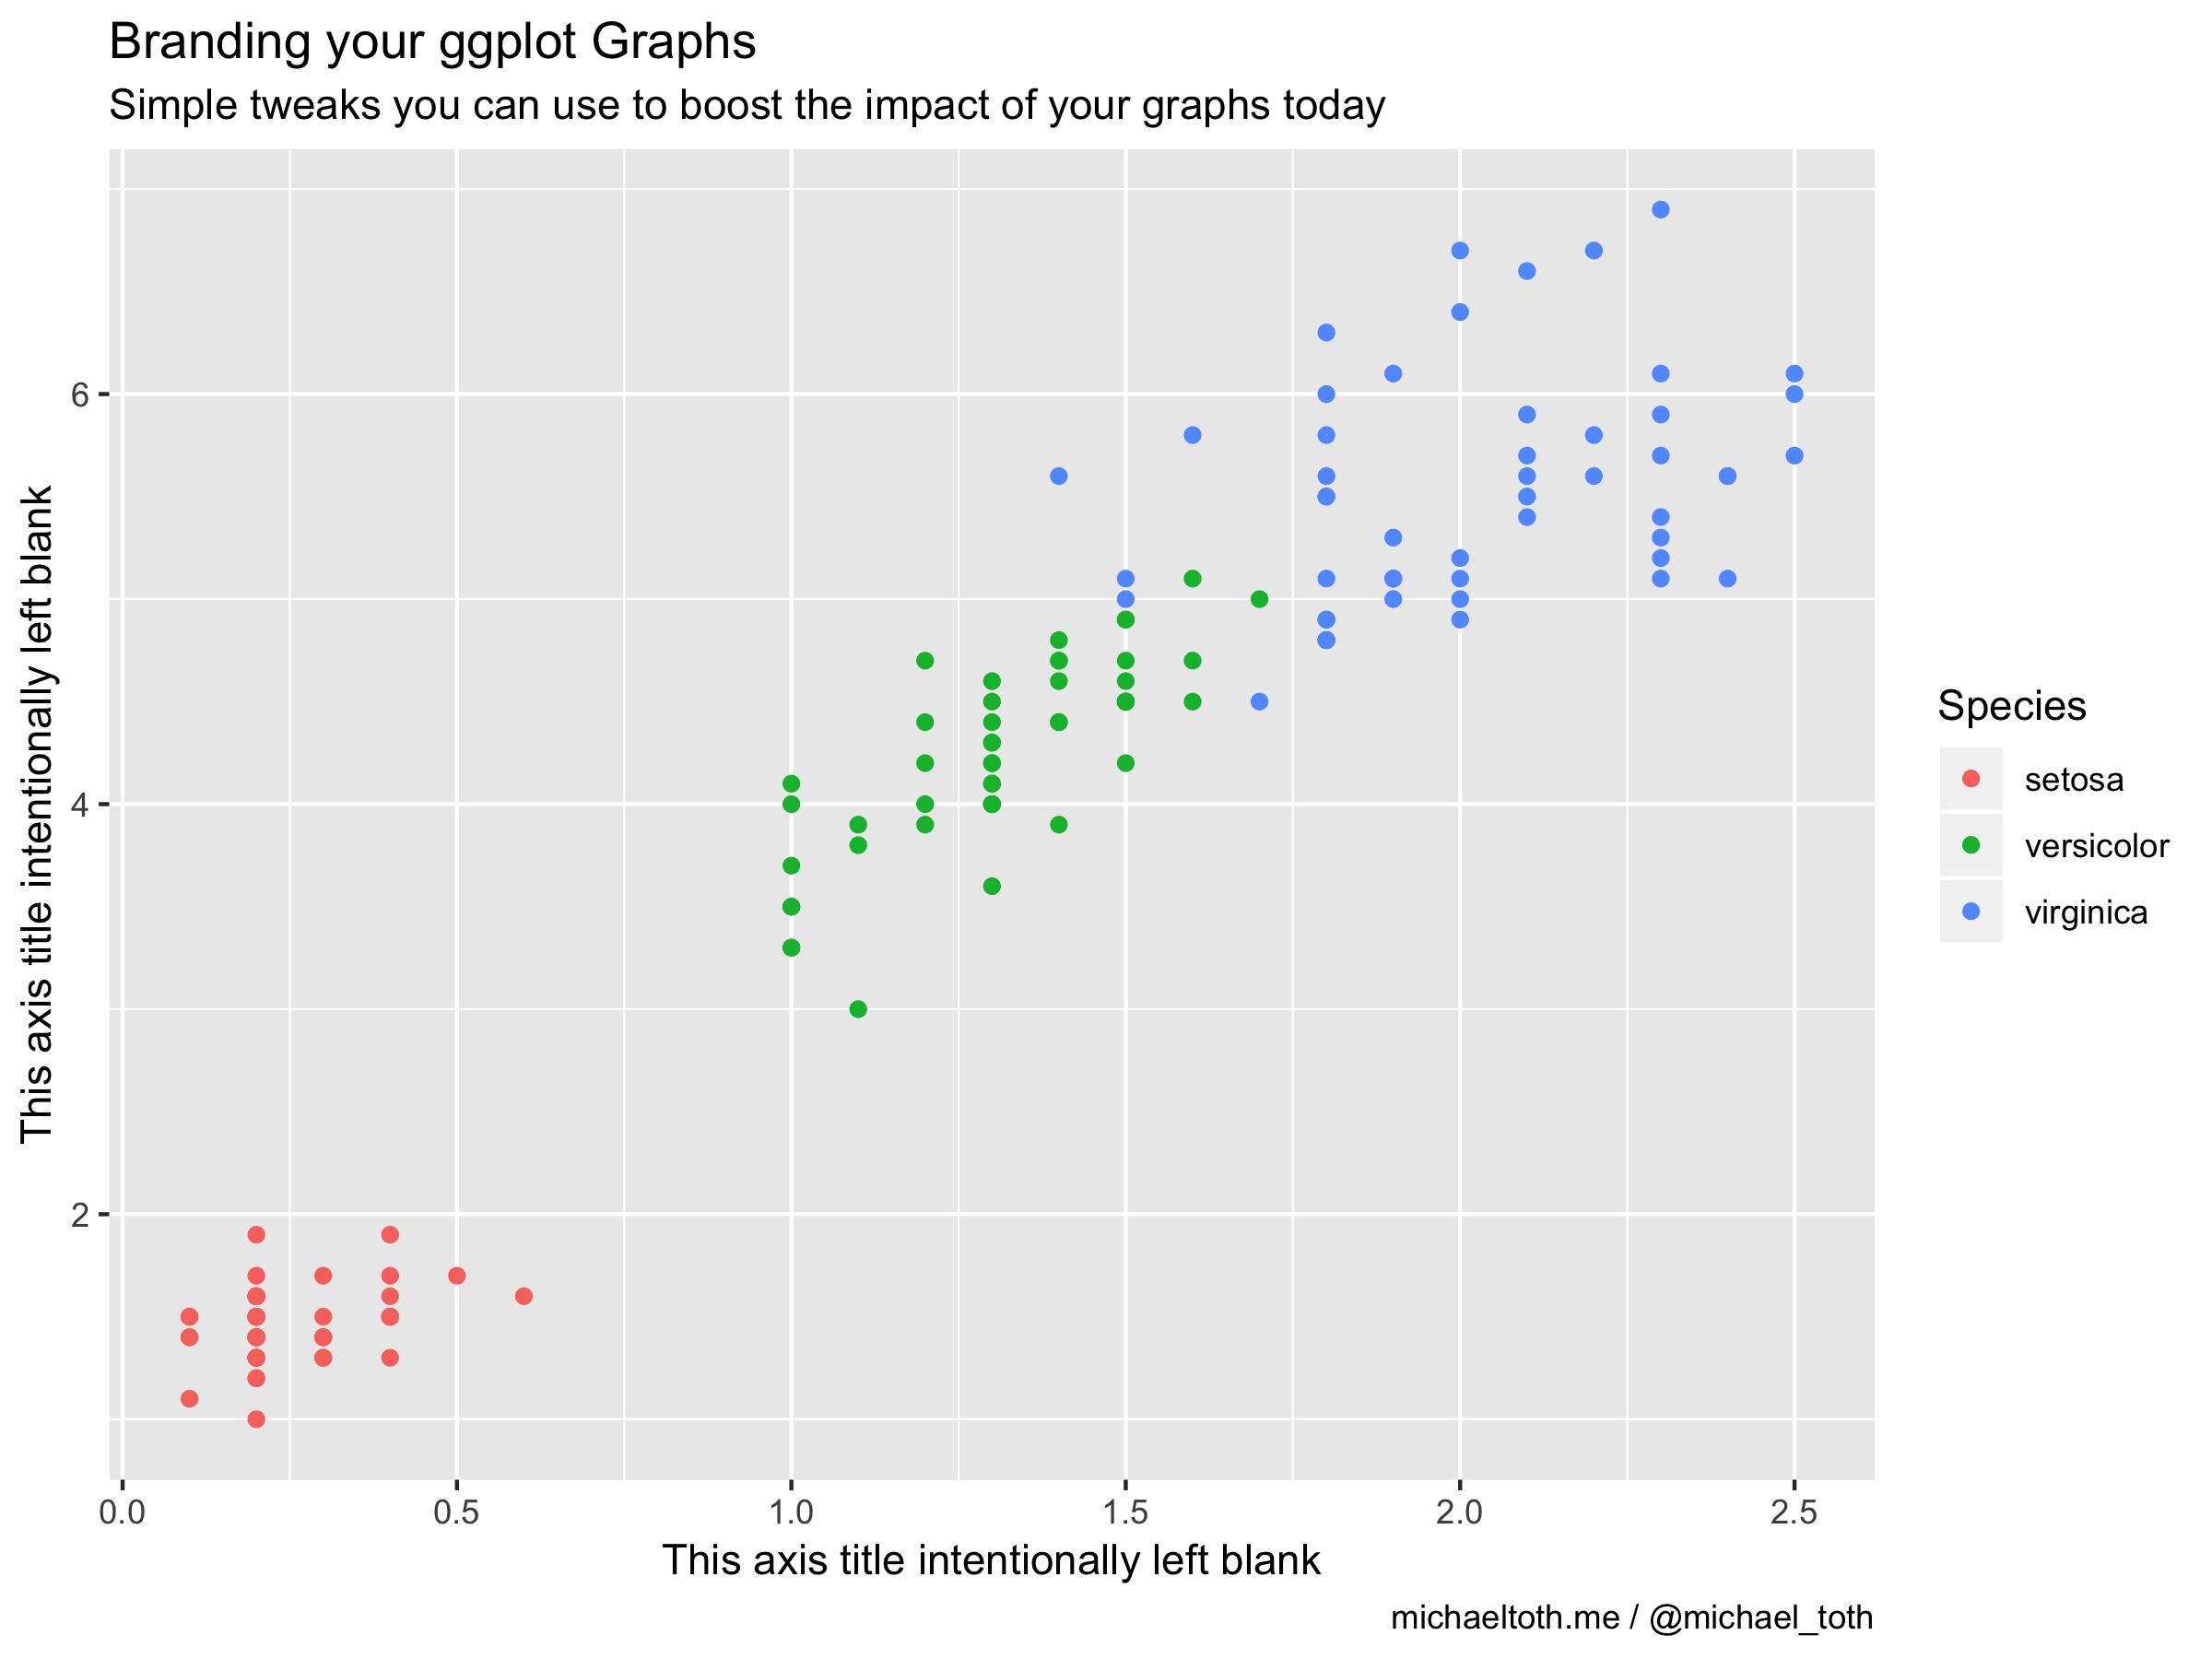 Branding your ggplot Graphs
Simple tweaks you can use to boost the impact of your graphs today
This axis title intentionally left blank
6
4
2
0.0
0.5
1.0
1.5
2.0
2.5
This axis title intentionally left blank
Species
setosa
versicolor
virginica
michaeltoth.me / @michael_toth